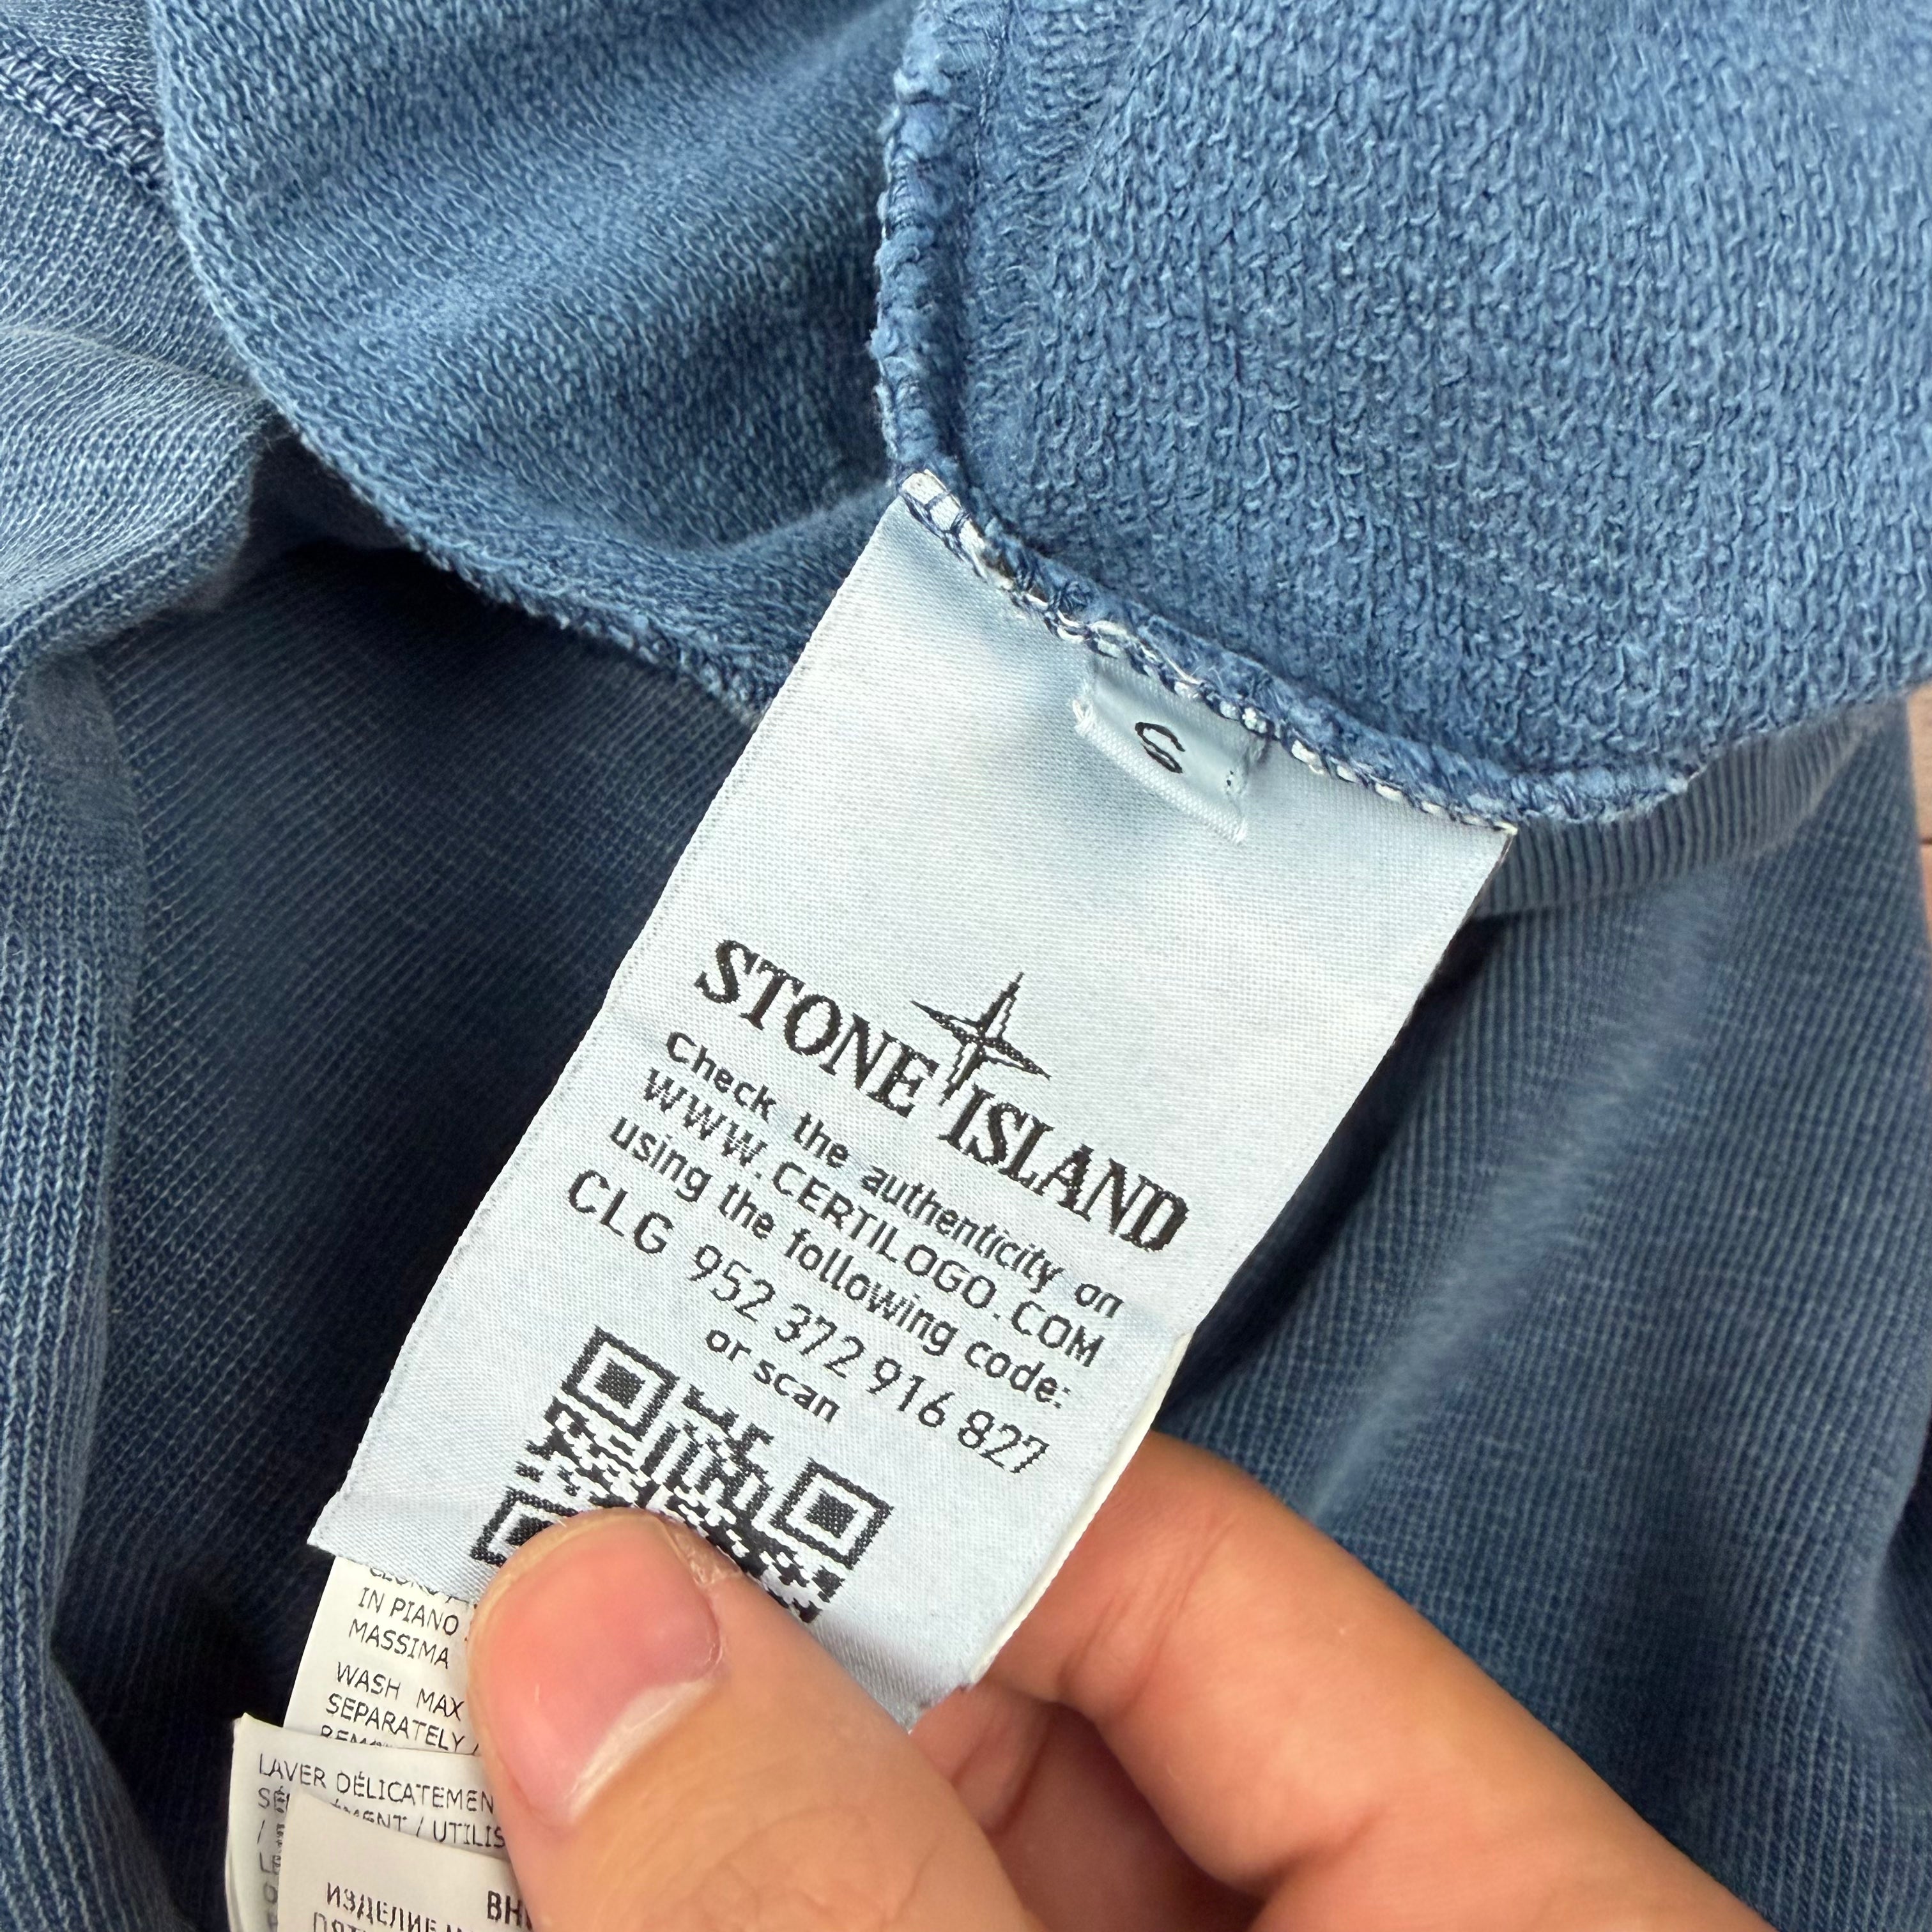 S
STONE ISLAND
Check the authenticity on
WWW.CERTILOGO.COM
using the following code:
CLG 952 372 916 827
or scan
IN PIANO
MASSIMA
WASH MAX
SEPARATELY /
LAVER DÉLICATEMEN
/ UTILIS
ИЗДЕЛИЕ